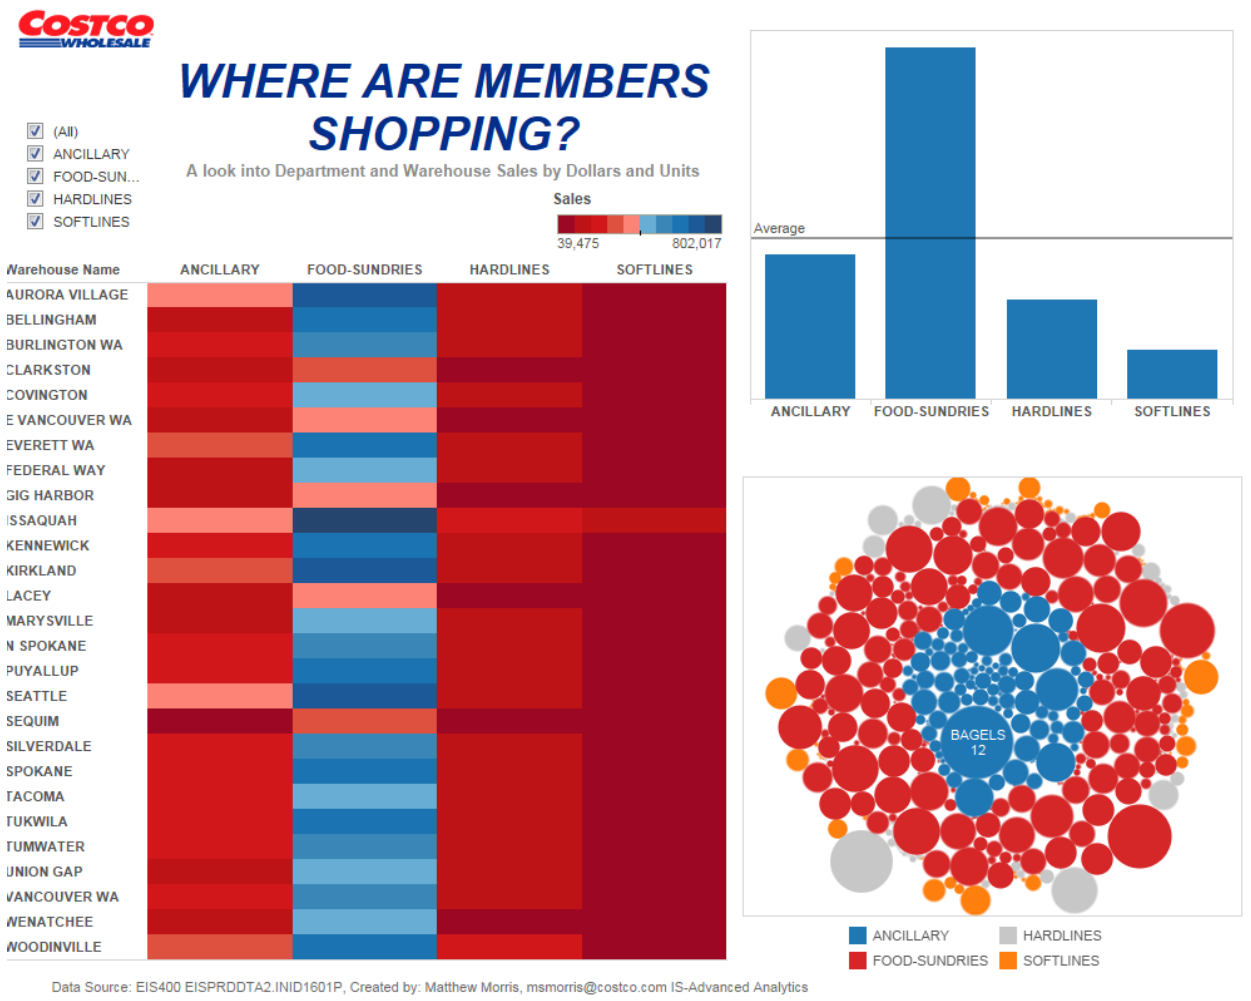 COSTCO
WHOLESALE
WHERE ARE MEMBERS
SHOPPING?
A look into Department and Warehouse Sales by Dollars and Units
(All)
ANCILLARY
FOOD-SUN...
HARDLINES
SOFTLINES
Sales
39,475 802,017
Warehouse Name ANCILLARY FOOD-SUNDRIES HARDLINES SOFTLINES
AURORA VILLAGE
BELLINGHAM
BURLINGTON WA
CLARKSTON
COVINGTON
E VANCOUVER WA
EVERETT WA
FEDERAL WAY
GIG HARBOR
ISSAQUAH
KENNEWICK
KIRKLAND
LACEY
MARYSVILLE
N SPOKANE
PUYALLUP
SEATTLE
SEQUIM
SILVERDALE
SPOKANE
TACOMA
TUKWILA
TUMWATER
UNION GAP
VANCOUVER WA
WENATCHEE
WOODINVILLE
Average
ANCILLARY FOOD-SUNDRIES HARDLINES SOFTLINES
BAGELS
12
ANCILLARY HARDLINES
FOOD-SUNDRIES SOFTLINES
Data Source: EIS400 EISPRDDTA2.INID1601P, Created by: Matthew Morris, msmorris@costco.com IS-Advanced Analytics